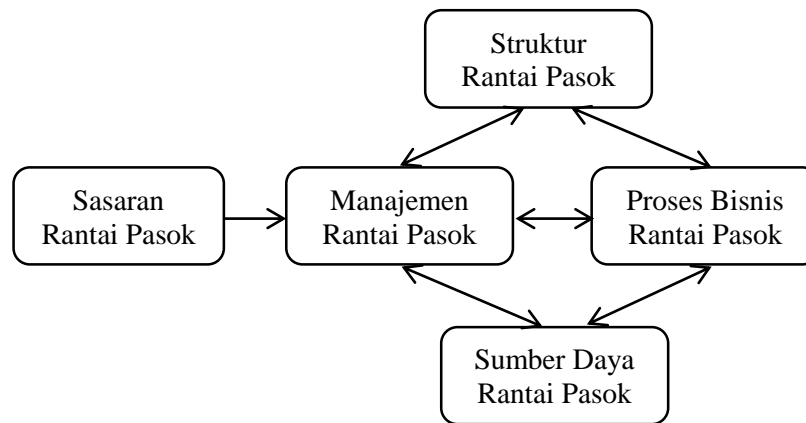 Struktur
Rantai Pasok
Sasaran
Rantai Pasok
Manajemen
Rantai Pasok
Proses Bisnis
Rantai Pasok
Sumber Daya
Rantai Pasok